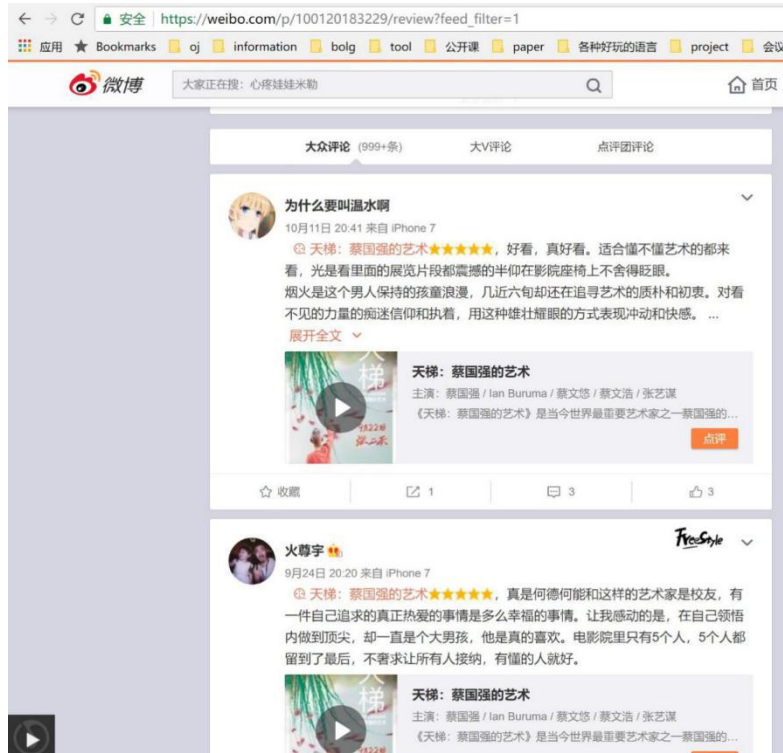 安全 https://weibo.com/p/100120183229/review?feed_filter=1
应用 Bookmarks oj information bolg tool 公开课 paper 各种好玩的语言 project 会议
微博 大家正在搜：心疼娃娃米勒 首页
大众评论 (999+条) 大V评论 点评团评论
为什么要叫温水啊
10月11日 20:41 来自 iPhone 7
天梯：蔡国强的艺术★★★★★，好看，真好看。适合懂不懂艺术的都来
看，光是看里面的展览片段都震撼的半仰在影院座椅上不舍得眨眼。
烟火是这个男人保持的孩童浪漫，几近六旬却还在追寻艺术的质朴和初衷。对看
不见的力量的痴迷信仰和执着，用这种雄壮耀眼的方式表现冲动和快感。 ...
展开全文
天梯：蔡国强的艺术
主演：蔡国强 / Ian Buruma / 蔡文悠 / 蔡文浩 / 张艺谋
《天梯：蔡国强的艺术》是当今世界最重要艺术家之一蔡国强的...
点评
收藏 1 3 3
FreeStyle
火尊宇
9月24日 20:20 来自 iPhone 7
天梯：蔡国强的艺术★★★★★，真是何德何能和这样的艺术家是校友，有
一件自己追求的真正热爱的事情是多么幸福的事情。让我感动的是，在自己领悟
内做到顶尖，却一直是个大男孩，他是真的喜欢。电影院里只有5个人，5个人都
留到了最后，不奢求让所有人接纳，有懂的人就好。
天梯：蔡国强的艺术
主演：蔡国强 / Ian Buruma / 蔡文悠 / 蔡文浩 / 张艺谋
《天梯：蔡国强的艺术》是当今世界最重要艺术家之一蔡国强的...